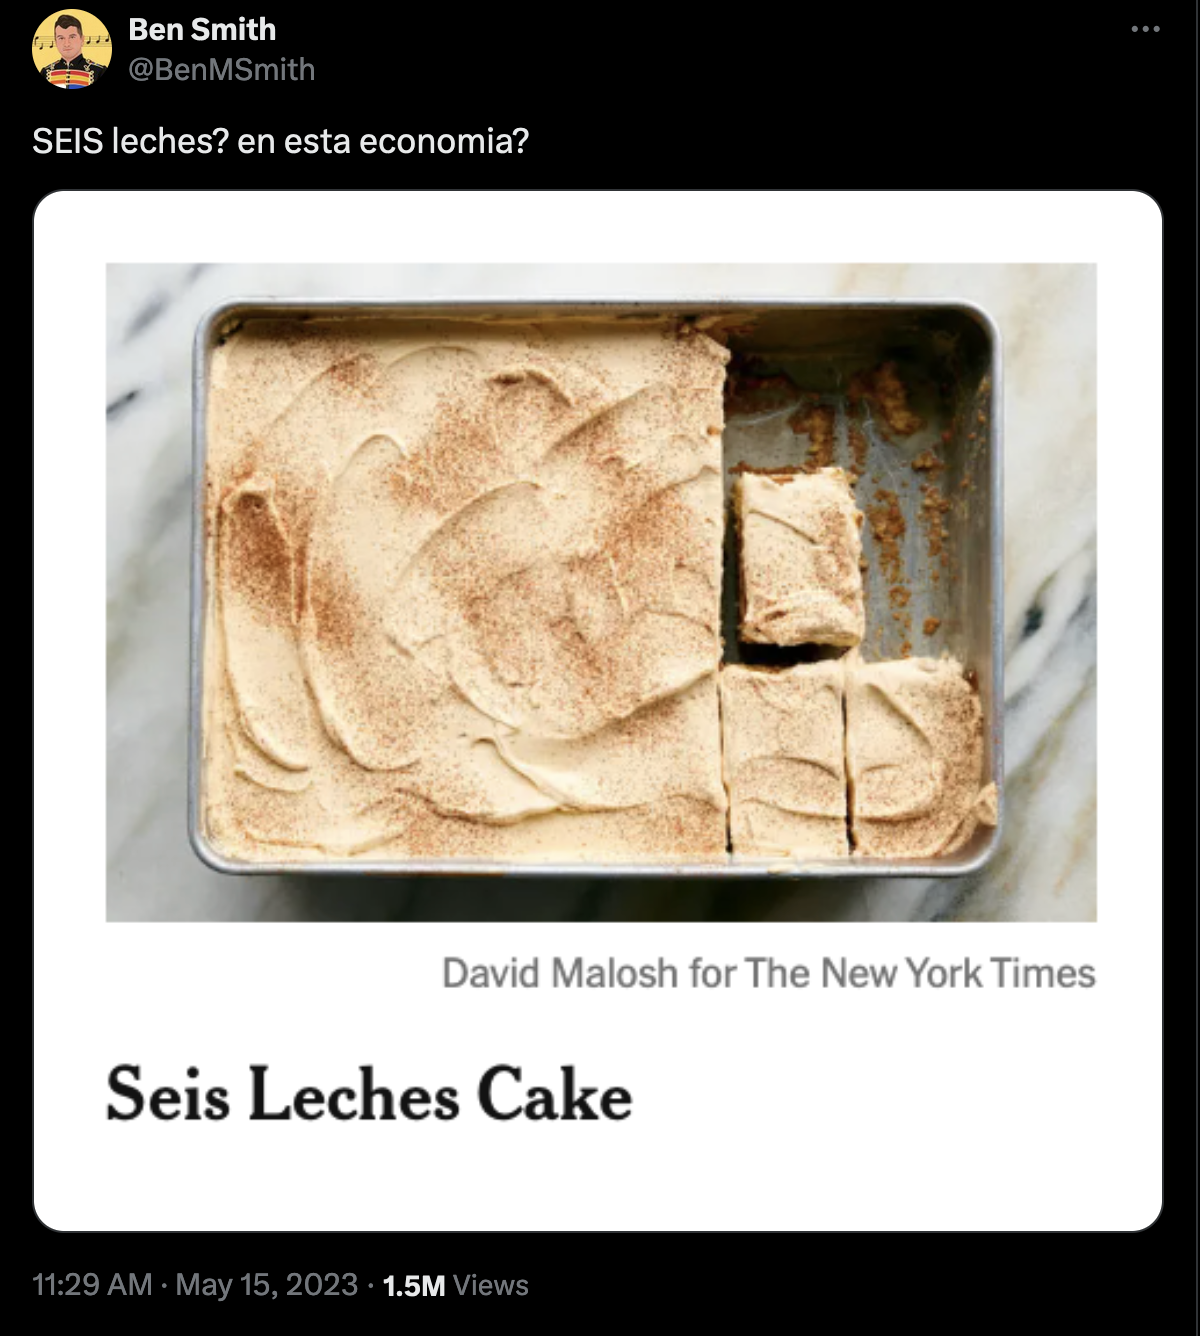 Ben Smith
@BenMSmith
SEIS leches? en esta economia?
David Malosh for The New York Times
Seis Leches Cake
11:29 AM · May 15, 2023 · 1.5M Views